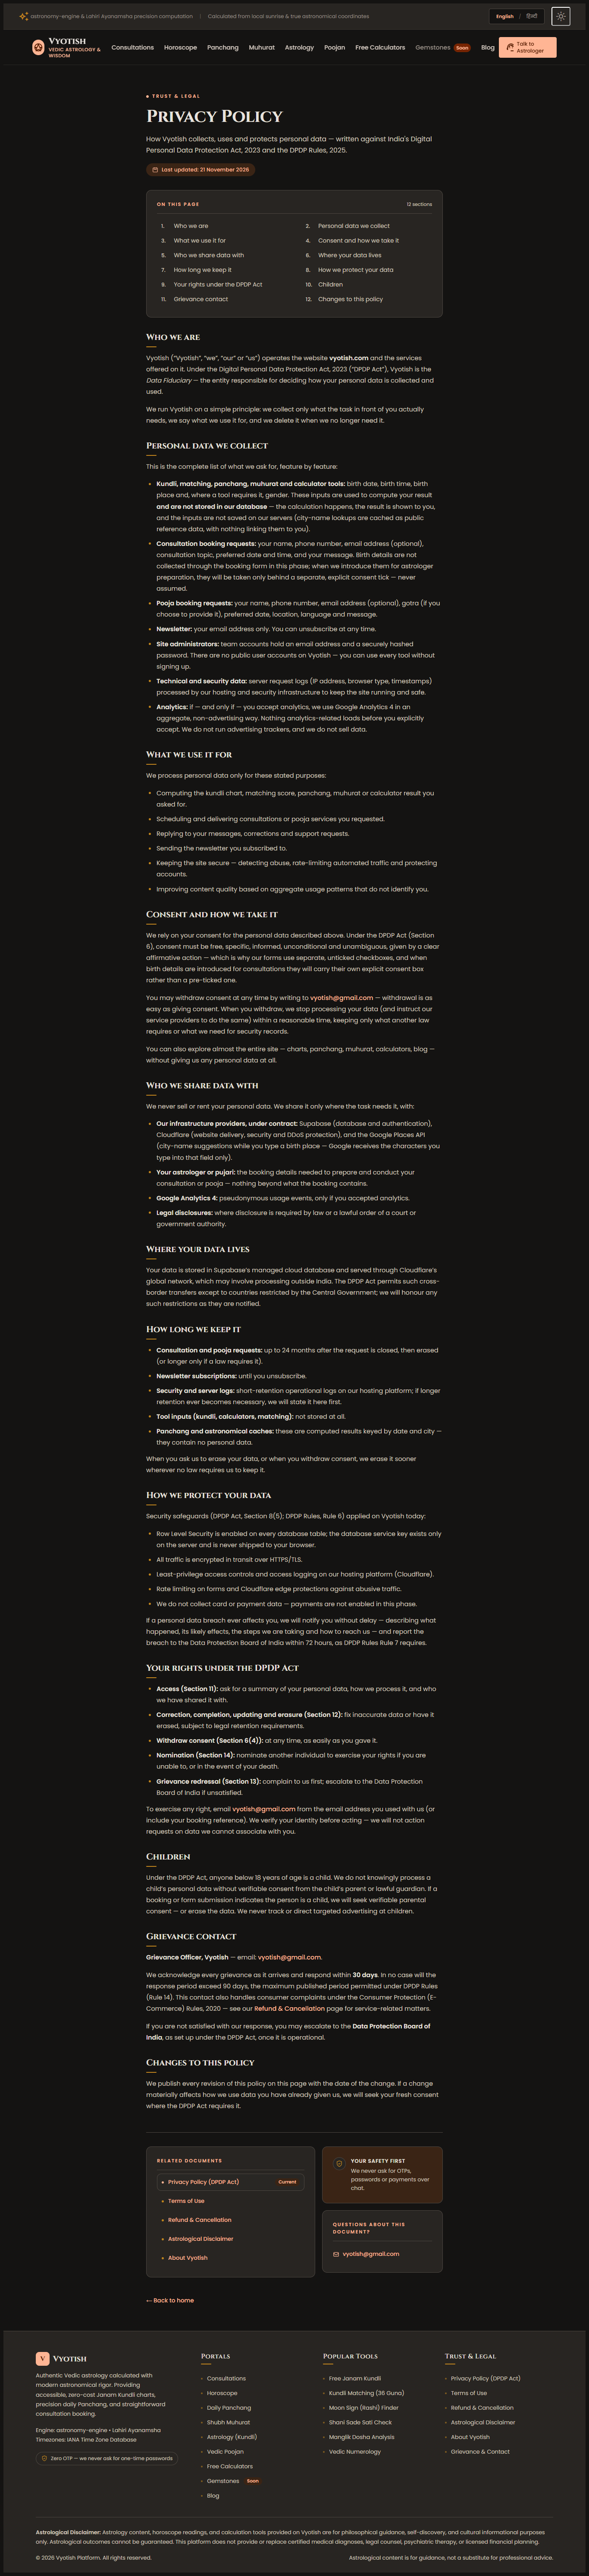 astronomy-engine & Lahiri Ayanamsha precision computation | Calculated from local sunrise & true astronomical coordinates
English / हिन्दी
Vyotish
VEDIC ASTROLOGY & WISDOM
Consultations Horoscope Panchang Muhurat Astrology Poojan Free Calculators Gemstones Soon Blog
Talk to Astrologer
TRUST & LEGAL
Privacy Policy
How Vyotish collects, uses and protects personal data — written against India's Digital
Personal Data Protection Act, 2023 and the DPDP Rules, 2025.
Last updated: 21 November 2026
ON THIS PAGE
12 sections
1. Who we are
2. Personal data we collect
3. What we use it for
4. Consent and how we take it
5. Who we share data with
6. Where your data lives
7. How long we keep it
8. How we protect your data
9. Your rights under the DPDP Act
10. Children
11. Grievance contact
12. Changes to this policy
Who we are
Vyotish (“Vyotish”, “we”, “our” or “us”) operates the website vyotish.com and the services
offered on it. Under the Digital Personal Data Protection Act, 2023 (“DPDP Act”), Vyotish is the
Data Fiduciary — the entity responsible for deciding how your personal data is collected and
used.
We run Vyotish on a simple principle: we collect only what the task in front of you actually
needs, we say what we use it for, and we delete it when we no longer need it.
Personal data we collect
This is the complete list of what we ask for, feature by feature:
Kundli, matching, panchang, muhurat and calculator tools: birth date, birth time, birth
place and, where a tool requires it, gender. These inputs are used to compute your result
and are not stored in our database — the calculation happens, the result is shown to you,
and the inputs are not saved on our servers (city-name lookups are cached as public
reference data, with nothing linking them to you).
Consultation booking requests: your name, phone number, email address (optional),
consultation topic, preferred date and time, and your message. Birth details are not
collected through the booking form in this phase; when we introduce them for astrologer
preparation, they will be taken only behind a separate, explicit consent tick — never
assumed.
Pooja booking requests: your name, phone number, email address (optional), gotra (if you
choose to provide it), preferred date, location, language and message.
Newsletter: your email address only. You can unsubscribe at any time.
Site administrators: team accounts hold an email address and a securely hashed
password. There are no public user accounts on Vyotish — you can use every tool without
signing up.
Technical and security data: server request logs (IP address, browser type, timestamps)
processed by our hosting and security infrastructure to keep the site running and safe.
Analytics: if — and only if — you accept analytics, we use Google Analytics 4 in an
aggregate, non-advertising way. Nothing analytics-related loads before you explicitly
accept. We do not run advertising trackers, and we do not sell data.
What we use it for
We process personal data only for these stated purposes:
Computing the kundli chart, matching score, panchang, muhurat or calculator result you
asked for.
Scheduling and delivering consultations or pooja services you requested.
Replying to your messages, corrections and support requests.
Sending the newsletter you subscribed to.
Keeping the site secure — detecting abuse, rate-limiting automated traffic and protecting
accounts.
Improving content quality based on aggregate usage patterns that do not identify you.
Consent and how we take it
We rely on your consent for the personal data described above. Under the DPDP Act (Section
6), consent must be free, specific, informed, unconditional and unambiguous, given by a clear
affirmative action — which is why our forms use separate, unticked checkboxes, and when
birth details are introduced for consultations they will carry their own explicit consent box
rather than a pre-ticked one.
You may withdraw consent at any time by writing to vyotish@gmail.com — withdrawal is as
easy as giving consent. When you withdraw, we stop processing your data (and instruct our
service providers to do the same) within a reasonable time, keeping only what another law
requires or what we need for security records.
You can also explore almost the entire site — charts, panchang, muhurat, calculators, blog —
without giving us any personal data at all.
Who we share data with
We never sell or rent your personal data. We share it only where the task needs it, with:
Our infrastructure providers, under contract: Supabase (database and authentication),
Cloudflare (website delivery, security and DDoS protection), and the Google Places API
(city-name suggestions while you type a birth place — Google receives the characters you
type into that field only).
Your astrologer or pujari: the booking details needed to prepare and conduct your
consultation or pooja — nothing beyond what the booking contains.
Google Analytics 4: pseudonymous usage events, only if you accepted analytics.
Legal disclosures: where disclosure is required by law or a lawful order of a court or
government authority.
Where your data lives
Your data is stored in Supabase's managed cloud database and served through Cloudflare's
global network, which may involve processing outside India. The DPDP Act permits such cross-
border transfers except to countries restricted by the Central Government; we will honour any
such restrictions as they are notified.
How long we keep it
Consultation and pooja requests: up to 24 months after the request is closed, then erased
(or longer only if a law requires it).
Newsletter subscriptions: until you unsubscribe.
Security and server logs: short-retention operational logs on our hosting platform; if longer
retention ever becomes necessary, we will state it here first.
Tool inputs (kundli, calculators, matching): not stored at all.
Panchang and astronomical caches: these are computed results keyed by date and city —
they contain no personal data.
When you ask us to erase your data, or when you withdraw consent, we erase it sooner
wherever no law requires us to keep it.
How we protect your data
Security safeguards (DPDP Act, Section 8(5); DPDP Rules, Rule 6) applied on Vyotish today:
Row Level Security is enabled on every database table; the database service key exists only
on the server and is never shipped to your browser.
All traffic is encrypted in transit over HTTPS/TLS.
Least-privilege access controls and access logging on our hosting platform (Cloudflare).
Rate limiting on forms and Cloudflare edge protections against abusive traffic.
We do not collect card or payment data — payments are not enabled in this phase.
If a personal data breach ever affects you, we will notify you without delay — describing what
happened, its likely effects, the steps we are taking and how to reach us — and report the
breach to the Data Protection Board of India within 72 hours, as DPDP Rules Rule 7 requires.
Your rights under the DPDP Act
Access (Section 11): ask for a summary of your personal data, how we process it, and who
we have shared it with.
Correction, completion, updating and erasure (Section 12): fix inaccurate data or have it
erased, subject to legal retention requirements.
Withdraw consent (Section 6(4)): at any time, as easily as you gave it.
Nomination (Section 14): nominate another individual to exercise your rights if you are
unable to, or in the event of your death.
Grievance redressal (Section 13): complain to us first; escalate to the Data Protection
Board of India if unsatisfied.
To exercise any right, email vyotish@gmail.com from the email address you used with us (or
include your booking reference). We verify your identity before acting — we will not action
requests on data we cannot associate with you.
Children
Under the DPDP Act, anyone below 18 years of age is a child. We do not knowingly process a
child's personal data without verifiable consent from the child's parent or lawful guardian. If a
booking or form submission indicates the person is a child, we will seek verifiable parental
consent — or erase the data. We never track or direct targeted advertising at children.
Grievance contact
Grievance Officer, Vyotish — email: vyotish@gmail.com.
We acknowledge every grievance as it arrives and respond within 30 days. In no case will the
response period exceed 90 days, the maximum published period permitted under DPDP Rules
(Rule 14). This contact also handles consumer complaints under the Consumer Protection (E-
Commerce) Rules, 2020 — see our Refund & Cancellation page for service-related matters.
If you are not satisfied with our response, you may escalate to the Data Protection Board of
India, as set up under the DPDP Act, once it is operational.
Changes to this policy
We publish every revision of this policy on this page with the date of the change. If a change
materially affects how we use data you have already given us, we will seek your fresh consent
where the DPDP Act requires it.
RELATED DOCUMENTS
Privacy Policy (DPDP Act) Current
Terms of Use
Refund & Cancellation
Astrological Disclaimer
About Vyotish
YOUR SAFETY FIRST
We never ask for OTPs,
passwords or payments over
chat.
QUESTIONS ABOUT THIS
DOCUMENT?
vyotish@gmail.com
← Back to home
V Vyotish
Authentic Vedic astrology calculated with
modern astronomical rigor. Providing
accessible, zero-cost Janam Kundli charts,
precision daily Panchang, and straightforward
consultation booking.
Engine: astronomy-engine • Lahiri Ayanamsha
Timezones: IANA Time Zone Database
Zero OTP — we never ask for one-time passwords
Portals
Consultations
Horoscope
Daily Panchang
Shubh Muhurat
Astrology (Kundli)
Vedic Poojan
Free Calculators
Gemstones Soon
Blog
Popular Tools
Free Janam Kundli
Kundli Matching (36 Guna)
Moon Sign (Rashi) Finder
Shani Sade Sati Check
Manglik Dosha Analysis
Vedic Numerology
Trust & Legal
Privacy Policy (DPDP Act)
Terms of Use
Refund & Cancellation
Astrological Disclaimer
About Vyotish
Grievance & Contact
Astrological Disclaimer: Astrology content, horoscope readings, and calculation tools provided on Vyotish are for philosophical guidance, self-discovery, and cultural informational purposes
only. Astrological outcomes cannot be guaranteed. This platform does not provide or replace certified medical diagnoses, legal counsel, psychiatric therapy, or licensed financial planning.
© 2026 Vyotish Platform. All rights reserved.
Astrological content is for guidance, not a substitute for professional advice.